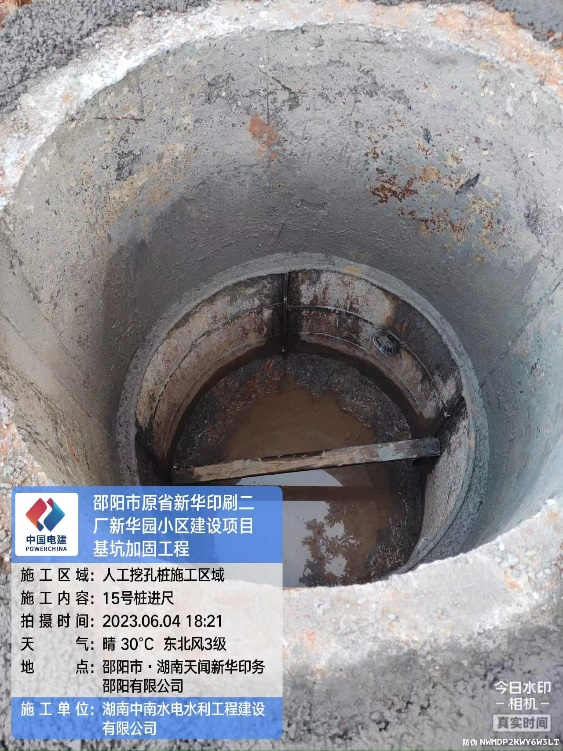 中国电建
POWERCHINA
邵阳市原省新华印刷二
厂新华园小区建设项目
基坑加固工程
施工区域：人工挖孔桩施工区域
施工内容：15号桩进尺
拍摄时间：2023.06.04 18:21
天气：晴 30℃ 东北风3级
地点：邵阳市·湖南天闻新华印务
邵阳有限公司
施工单位：湖南中南水电水利工程建设
有限公司
今日水印
-相机-
真实时间
防伪 NWMDP2KWY6W3LT